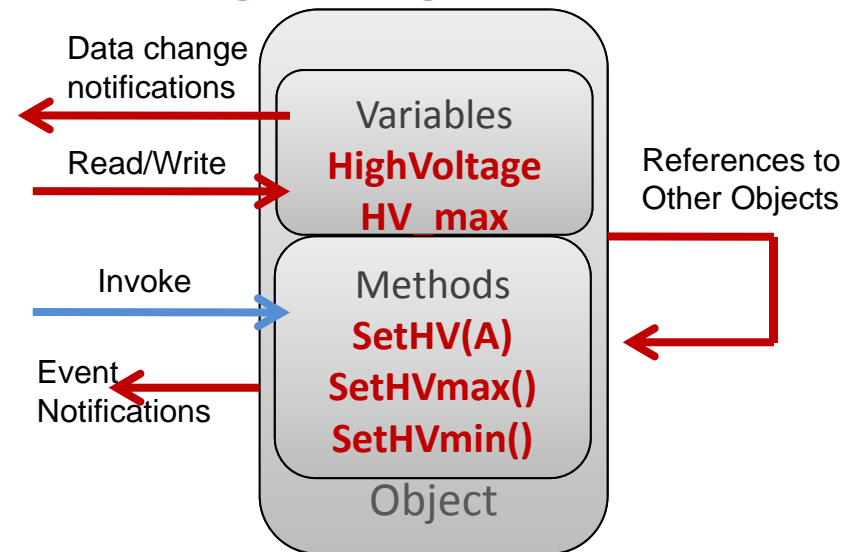 Data change
notifications
Read/Write
Invoke
Event
Notifications
Variables
HighVoltage
HV_max
Methods
SetHV(A)
SetHVmax()
SetHVmin()
Object
References to
Other Objects